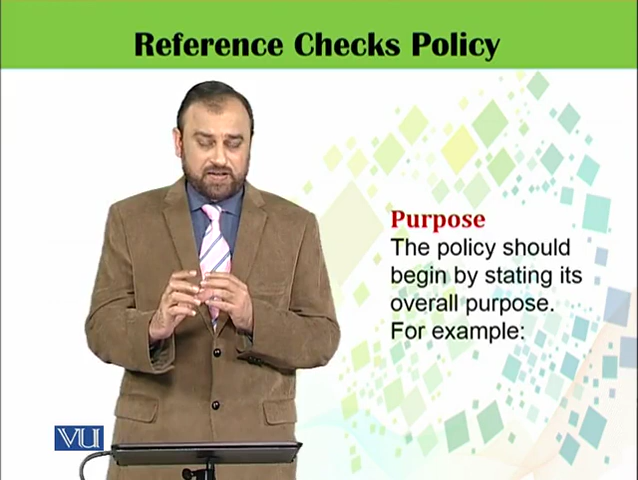 Reference Checks Policy
Purpose
The policy should
begin by stating its
overall purpose.
For example:
VU